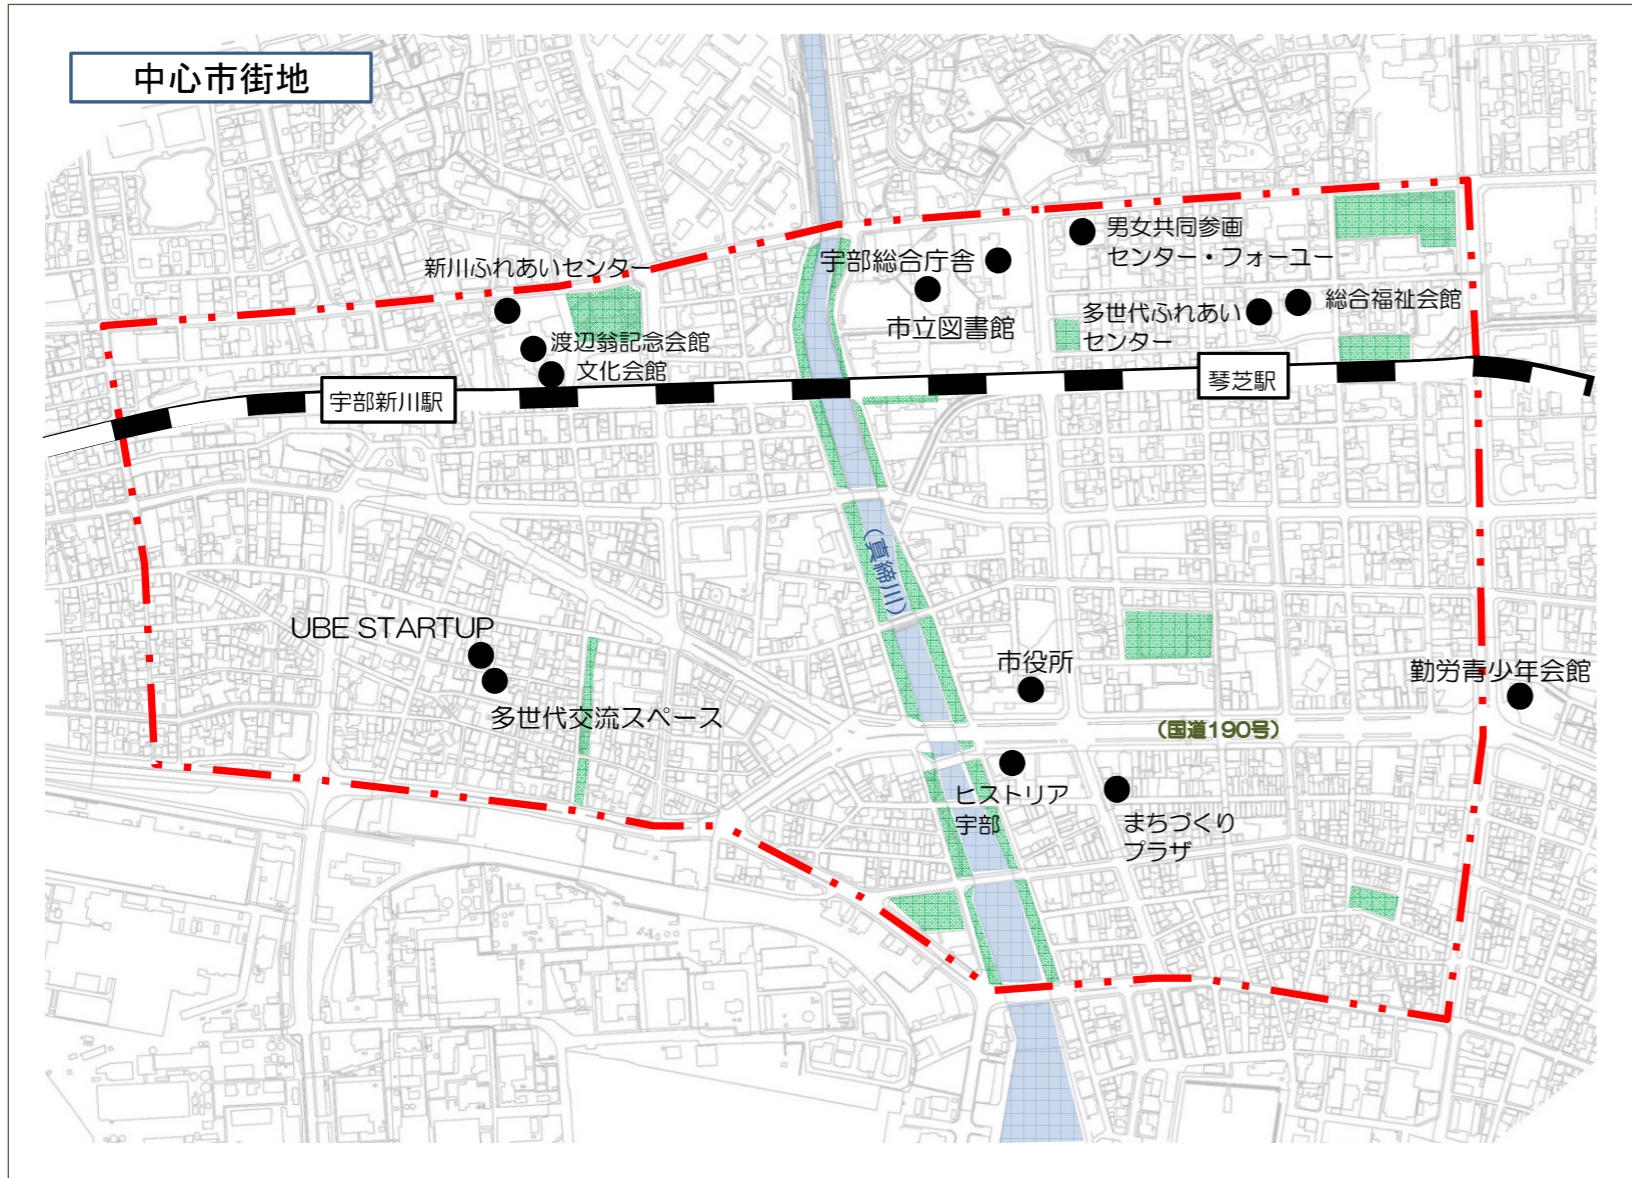 中心市街地
男女共同参画
センター・フォーユー
新川ふれあいセンター
宇部総合庁舎
総合福祉会館
多世代ふれあい
センター
市立図書館
渡辺翁記念会館
文化会館
宇部新川駅
琴芝駅
(真締川)
UBE STARTUP
市役所
勤労青少年会館
多世代交流スペース
(国道190号)
ヒストリア
宇部
まちづくり
プラザ